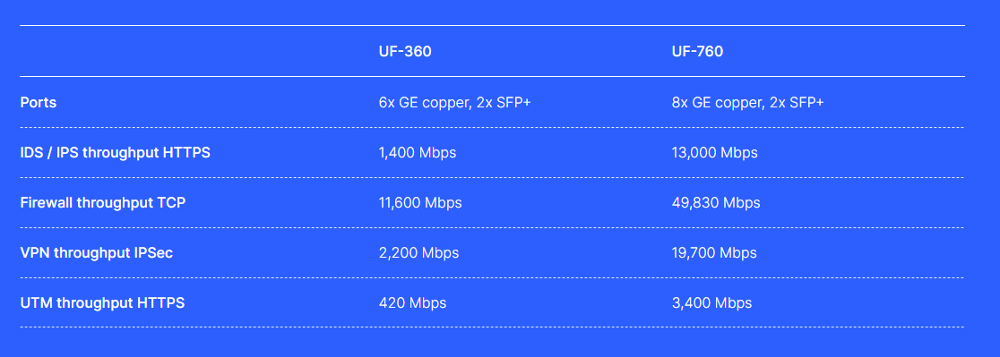 UF-360 UF-760
Ports 6x GE copper, 2x SFP+ 8x GE copper, 2x SFP+
IDS / IPS throughput HTTPS 1,400 Mbps 13,000 Mbps
Firewall throughput TCP 11,600 Mbps 49,830 Mbps
VPN throughput IPSec 2,200 Mbps 19,700 Mbps
UTM throughput HTTPS 420 Mbps 3,400 Mbps